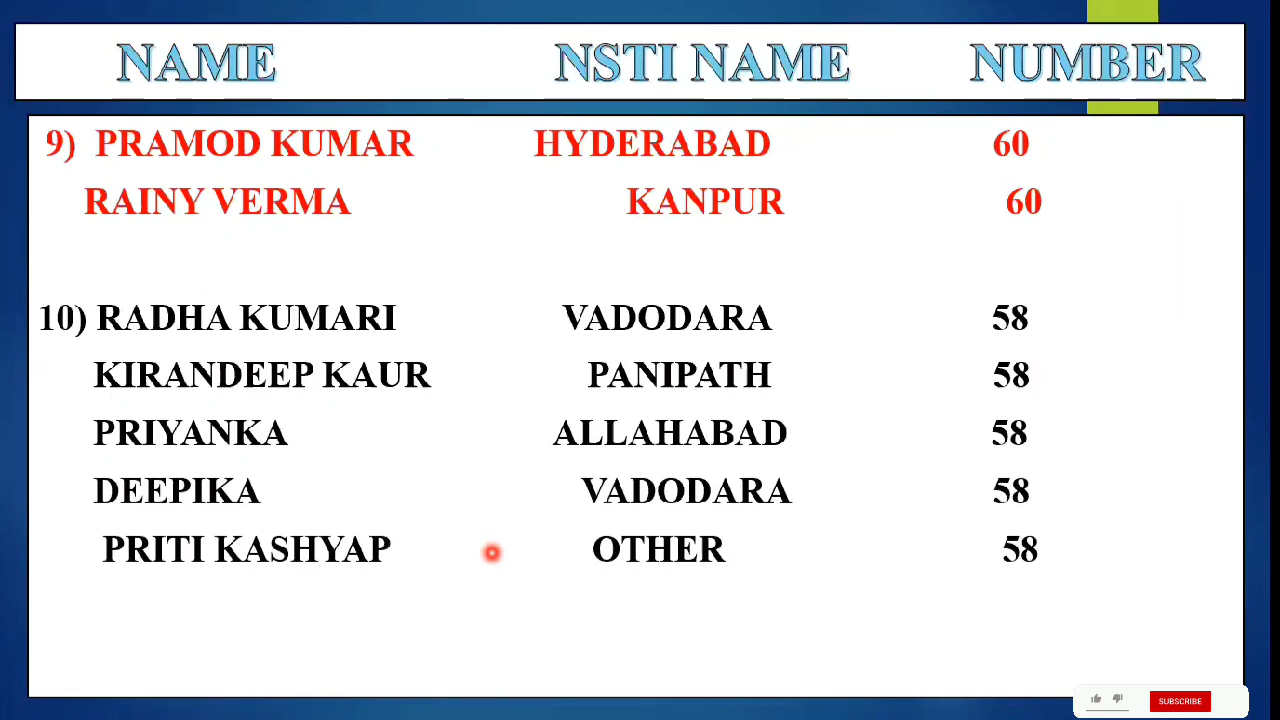 NAME NSTI NAME NUMBER
9) PRAMOD KUMAR HYDERABAD 60
RAINY VERMA KANPUR 60
10) RADHA KUMARI VADODARA 58
KIRANDEEP KAUR PANIPATH 58
PRIYANKA ALLAHABAD 58
DEEPIKA VADODARA 58
PRITI KASHYAP OTHER 58
SUBSCRIBE